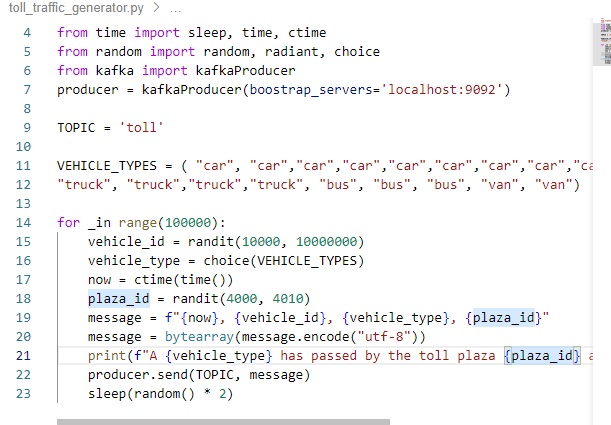 toll_traffic_generator.py > ...
4 from time import sleep, time, ctime
5 from random import random, radiant, choice
6 from kafka import kafkaProducer
7 producer = kafkaProducer(boostrap_servers='localhost:9092')
8
9 TOPIC = 'toll'
10
11 VEHICLE_TYPES = ( "car", "car","car","car","car","car","car","car","ca
12 "truck", "truck","truck","truck", "bus", "bus", "bus", "van", "van")
13
14 for _in range(100000):
15 vehicle_id = randit(10000, 10000000)
16 vehicle_type = choice(VEHICLE_TYPES)
17 now = ctime(time())
18 plaza_id = randit(4000, 4010)
19 message = f"{now}, {vehicle_id}, {vehicle_type}, {plaza_id}"
20 message = bytearray(message.encode("utf-8"))
21 print(f"A {vehicle_type} has passed by the toll plaza {plaza_id} a
22 producer.send(TOPIC, message)
23 sleep(random() * 2)